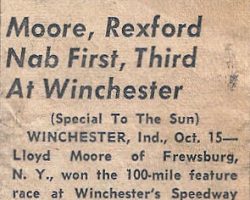 Moore, Rexford
Nab First, Third
At Winchester
(Special To The Sun)
WINCHESTER, Ind., Oct. 15—
Lloyd Moore of Frewsburg,
N. Y., won the 100-mile feature
race at Winchester's Speedway